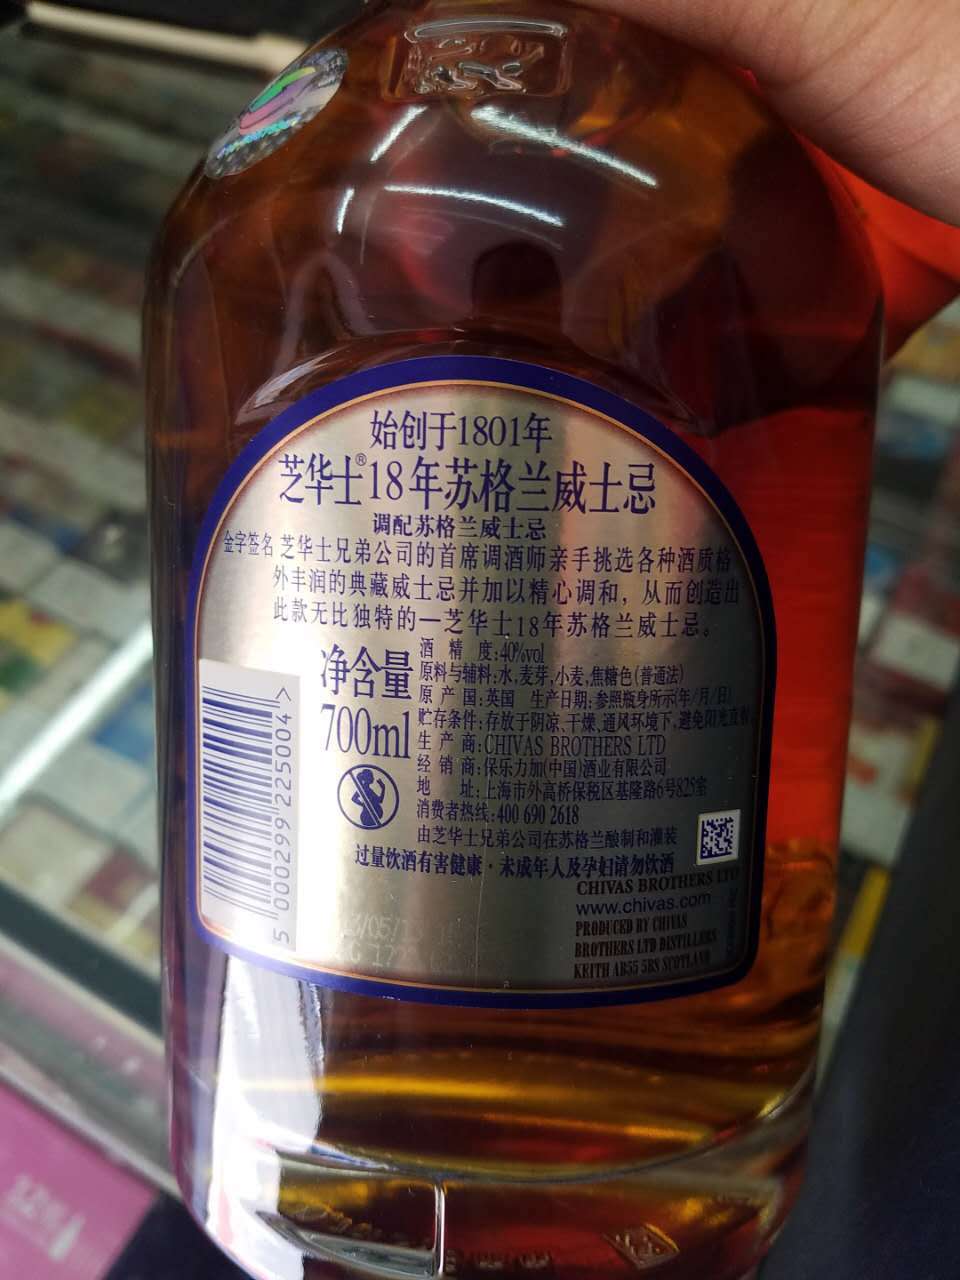 始创于1801年
芝华士®18年苏格兰威士忌
调配苏格兰威士忌
金字签名 芝华士兄弟公司的首席调酒师亲手挑选各种酒质格
外丰润的典藏威士忌并加以精心调和，从而创造出
此款无比独特的—芝华士18年苏格兰威士忌。
净含量
700ml
酒精度:40%vol
原料与辅料:水,麦芽,小麦,焦糖色(普通法)
原产国:英国 生产日期:参照瓶身所示(年/月/日)
贮存条件:存放于阴凉、干燥、通风环境下,避免阳光直射
生产商:CHIVAS BROTHERS LTD
经销商:保乐力加(中国)酒业有限公司
地址:上海市外高桥保税区基隆路6号825室
消费者热线:400 690 2618
由芝华士兄弟公司在苏格兰酿制和灌装
过量饮酒有害健康·未成年人及孕妇请勿饮酒
CHIVAS BROTHERS LTD
www.chivas.com
PRODUCED BY CHIVAS
BROTHERS LTD DISTILLERS
KEITH AB55 5BS SCOTLAND
5 000299 225004 >